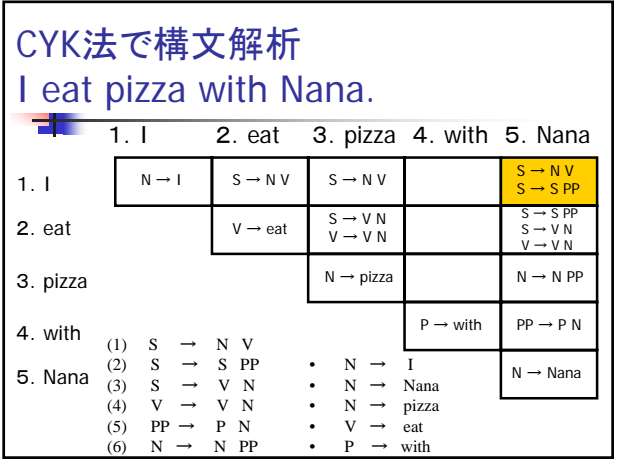 CYK法で構文解析
I eat pizza with Nana.
1. I 2. eat 3. pizza 4. with 5. Nana
1. I N → I S → N V S → N V S → N V
S → S PP
2. eat V → eat S → V N
V → V N S → S PP
S → V N
V → V N
3. pizza N → pizza N → N PP
4. with P → with PP → P N
5. Nana N → Nana
(1) S → N V
(2) S → S PP • N → I
(3) S → V N • N → Nana
(4) V → V N • N → pizza
(5) PP → P N • V → eat
(6) N → N PP • P → with